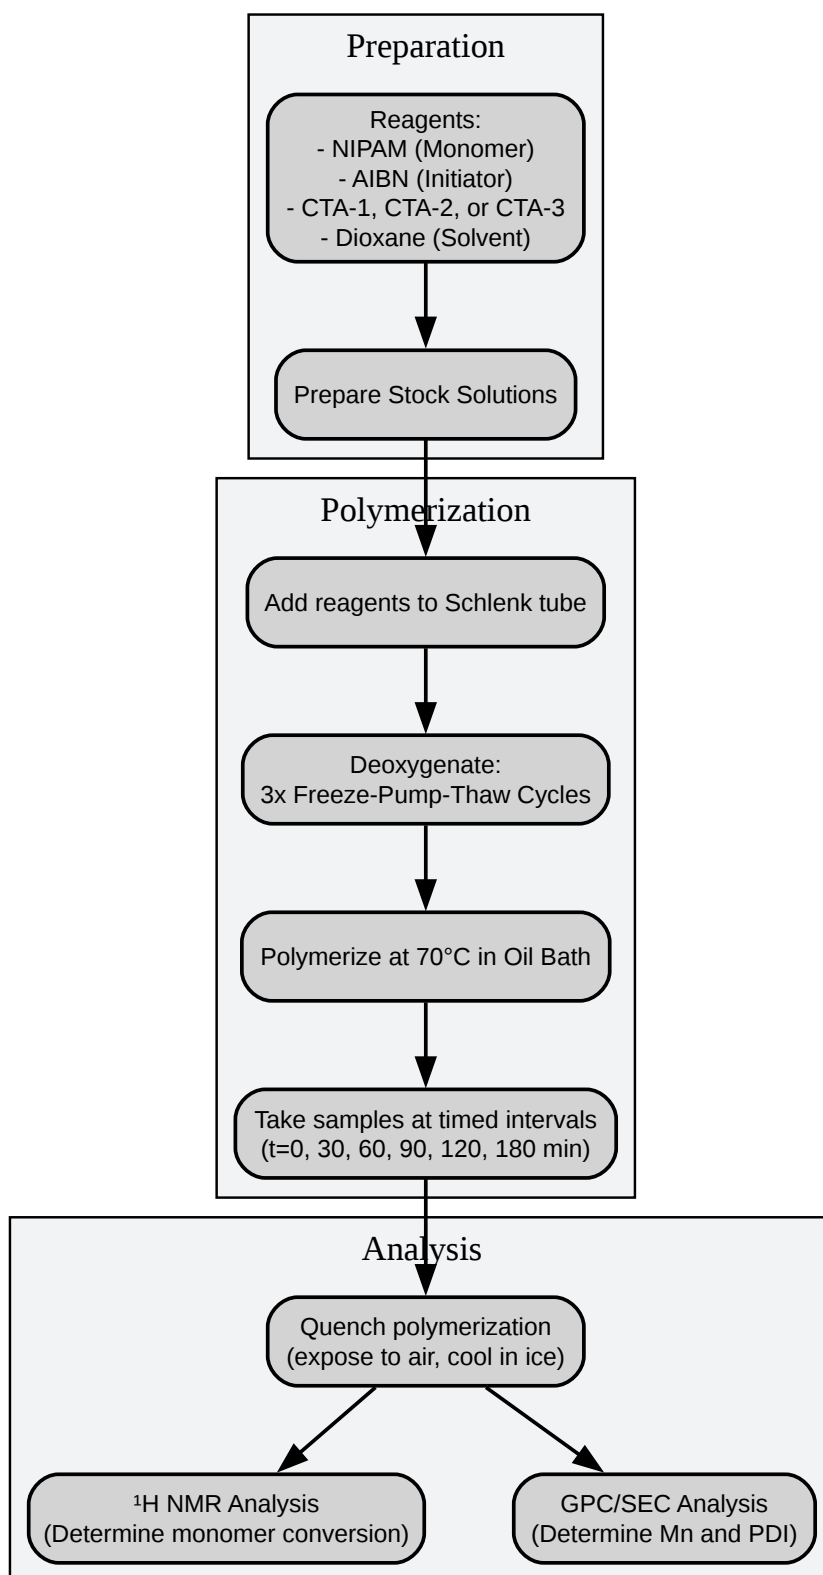 Preparation
Reagents:
- NIPAM (Monomer)
- AIBN (Initiator)
- CTA-1, CTA-2, or CTA-3
- Dioxane (Solvent)
Prepare Stock Solutions
Polymerization
Add reagents to Schlenk tube
Deoxygenate:
3x Freeze-Pump-Thaw Cycles
Polymerize at 70°C in Oil Bath
Take samples at timed intervals
(t=0, 30, 60, 90, 120, 180 min)
Analysis
Quench polymerization
(expose to air, cool in ice)
¹H NMR Analysis
(Determine monomer conversion)
GPC/SEC Analysis
(Determine Mn and PDI)